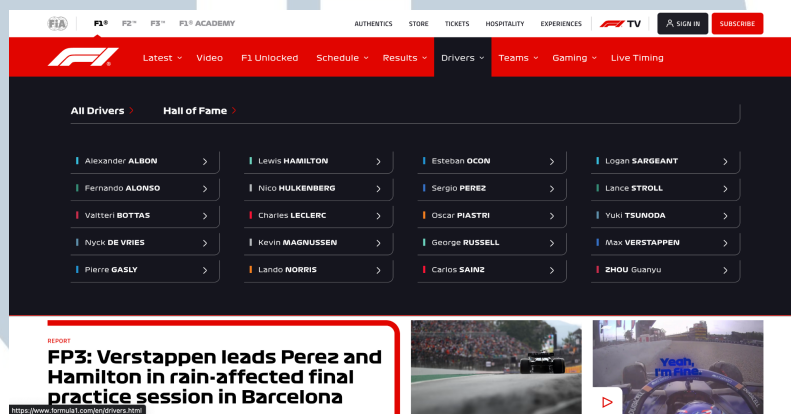 FiA F1® F2™ F3™ F1® ACADEMY AUTHENTICS STORE TICKETS HOSPITALITY EXPERIENCES F1 TV SIGN IN SUBSCRIBE
F1 Latest Video F1 Unlocked Schedule Results Drivers Teams Gaming Live Timing
All Drivers Hall of Fame
Alexander ALBON Lewis HAMILTON Esteban OCON Logan SARGEANT
Fernando ALONSO Nico HULKENBERG Sergio PEREZ Lance STROLL
Valtteri BOTTAS Charles LECLERC Oscar PIASTRI Yuki TSUNODA
Nyck DE VRIES Kevin MAGNUSSEN George RUSSELL Max VERSTAPPEN
Pierre GASLY Lando NORRIS Carlos SAINZ ZHOU Guanyu
REPORT
FP3: Verstappen leads Perez and
Hamilton in rain-affected final
practice session in Barcelona
Yeah,
I'm Fine.
https://www.formula1.com/en/drivers.html